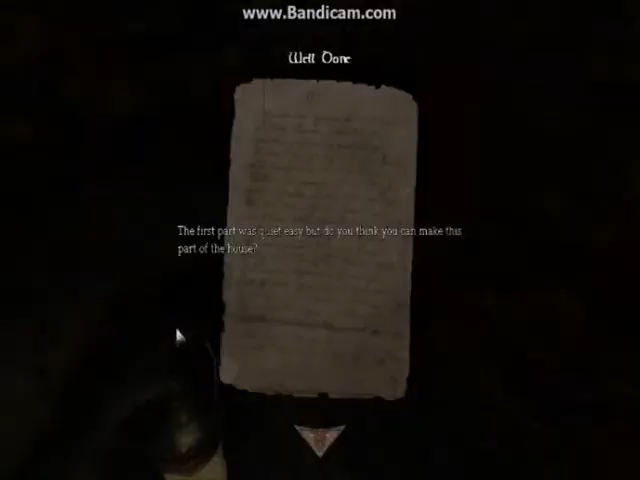 www.Bandicam.com
Well Done
The first part was quiet easy but do you think you can make this
part of the house?